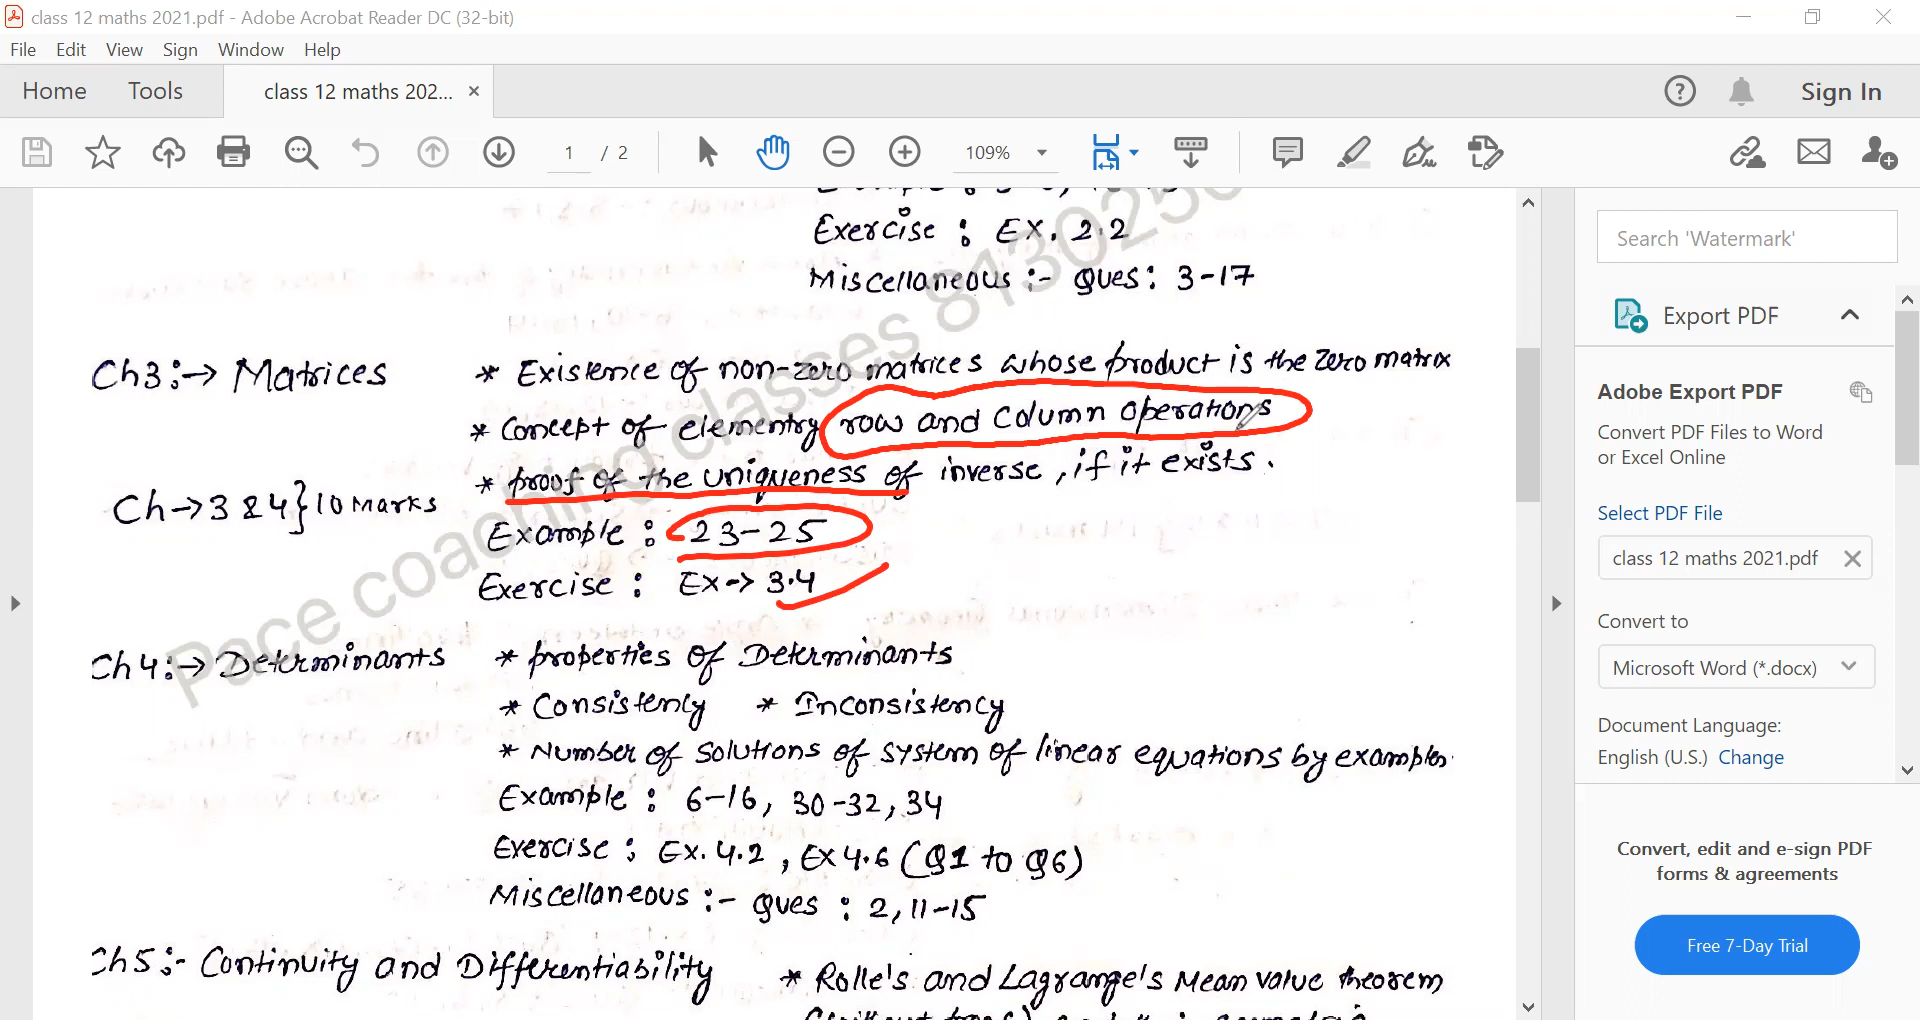 class 12 maths 2021.pdf - Adobe Acrobat Reader DC (32-bit)
File Edit View Sign Window Help
Home Tools class 12 maths 202... × Sign In
1 / 2 109%
Exercise : EX. 2.2
Miscellaneous :- Ques: 3-17
Ch3:→ Matrices * Existence of non-zero matrices whose product is the zero matrix
* Concept of elementry row and column operations
* proof of the uniqueness of inverse, if it exists.
Ch→3 & 4} 10 Marks
Example : 23-25
Exercise : EX→ 3.4
Ch4:→ Determinants * properties of Determinants
* Consistency * Inconsistency
* Number of solutions of system of linear equations by examples.
Example : 6-16, 30-32, 34
Exercise : Ex. 4.2, EX 4.6 (Q1 to Q6)
Miscellaneous :- Ques : 2, 11-15
Ch5:- Continuity and Differentiability * Rolle's and Lagrange's Mean value theorem
Pace coaching classes 813025
Search 'Watermark'
Export PDF
Adobe Export PDF
Convert PDF Files to Word
or Excel Online
Select PDF File
class 12 maths 2021.pdf
Convert to
Microsoft Word (*.docx)
Document Language:
English (U.S.) Change
Convert, edit and e-sign PDF
forms & agreements
Free 7-Day Trial